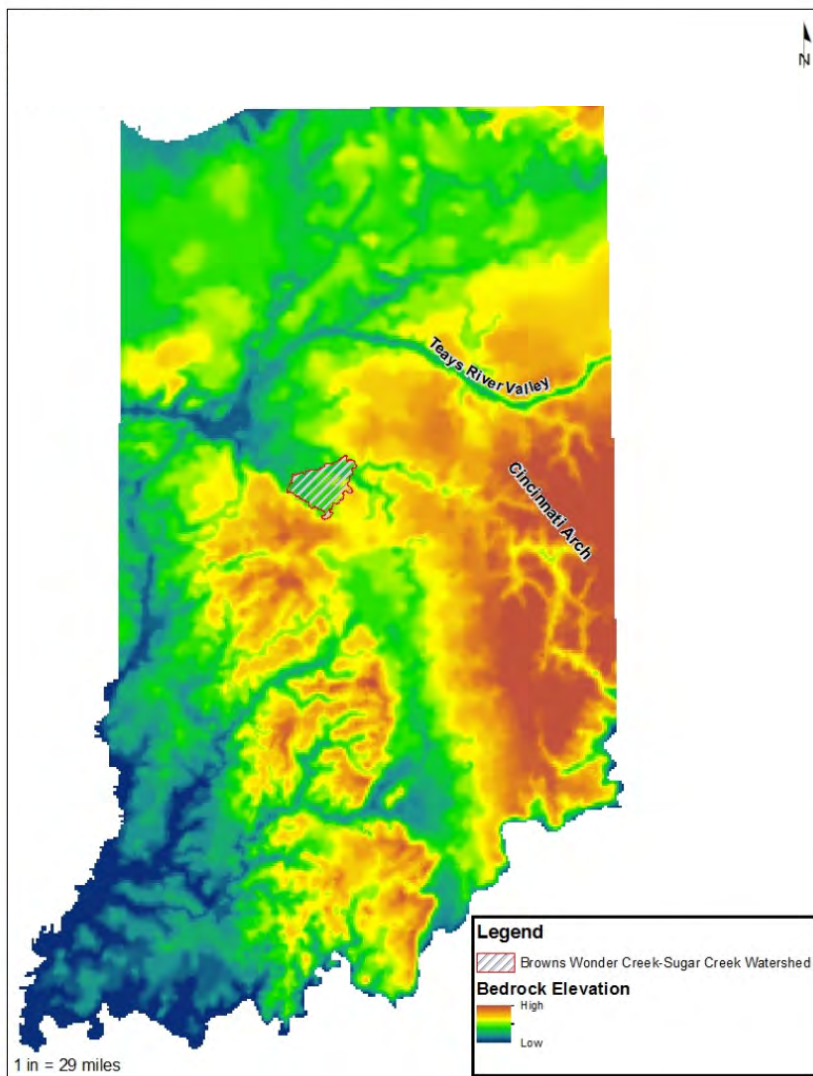 N
Teays River Valley
Cincinnati Arch
Legend
Browns Wonder Creek-Sugar Creek Watershed
Bedrock Elevation
High
Low
1 in = 29 miles